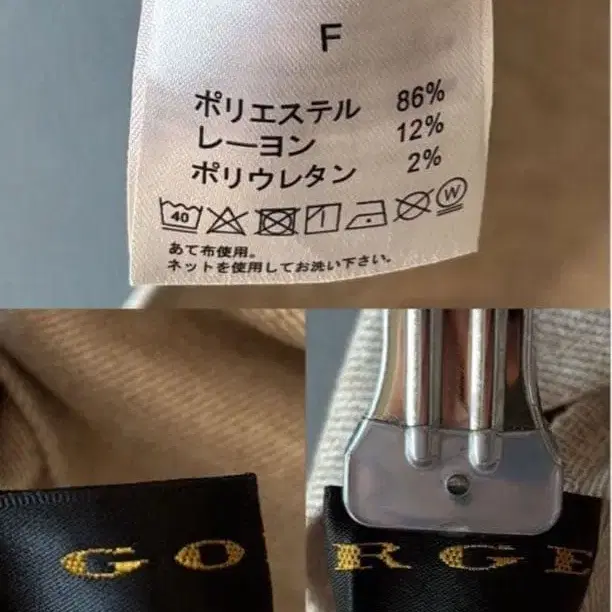 F
ポリエステル 86%
レーヨン 12%
ポリウレタン 2%
40 W
あて布使用。
ネットを使用してお洗い下さい。
GO
RGE